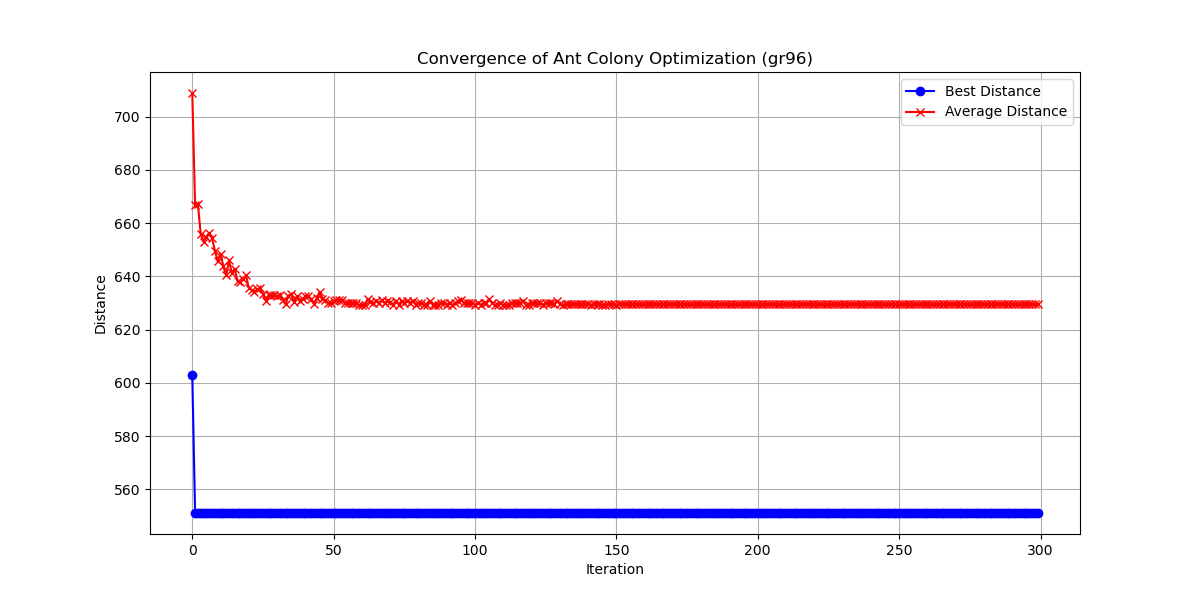 Convergence of Ant Colony Optimization (gr96)
Best Distance
Average Distance
700
680
660
640
620
600
580
560
Distance
0 50 100 150 200 250 300
Iteration